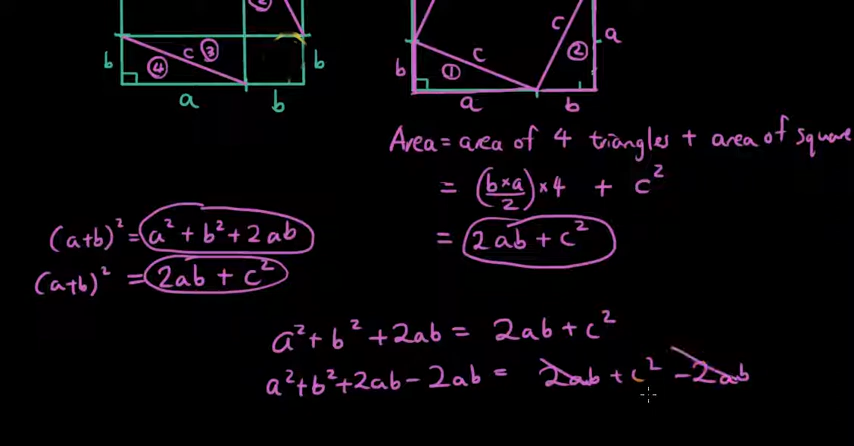 ②
c
b
c ③
④
b
a
b
c
a
c
②
b
①
a
b
Area = area of 4 triangles + area of square
= (b×a/2) × 4 + c²
= 2ab + c²
(a+b)² = a² + b² + 2ab
(a+b)² = 2ab + c²
a² + b² + 2ab = 2ab + c²
a² + b² + 2ab − 2ab = 2ab + c² − 2ab